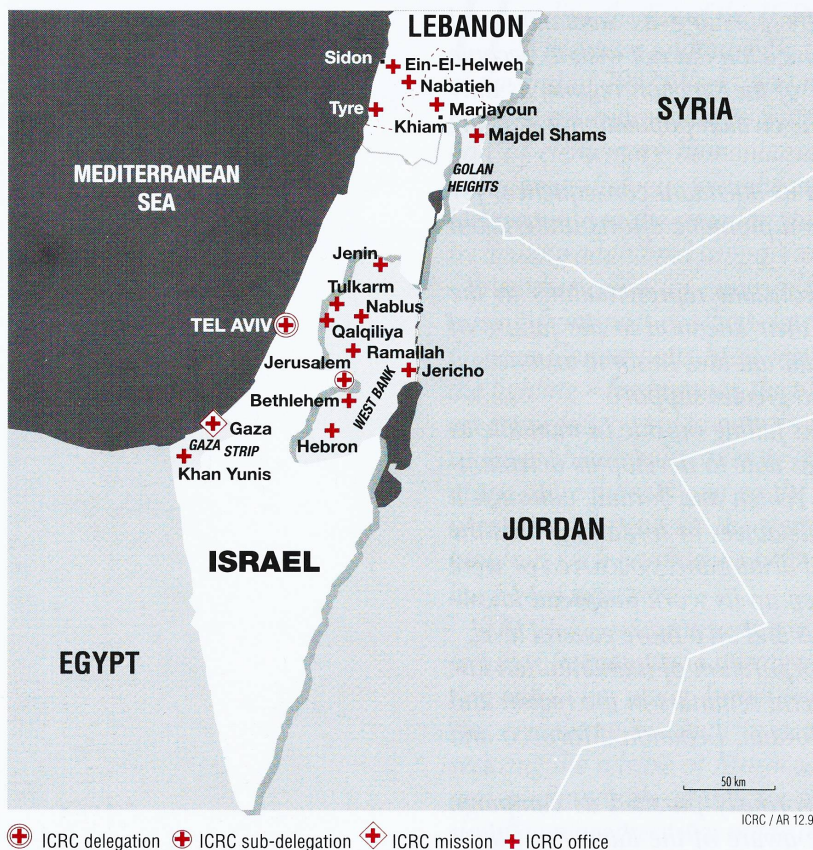 LEBANON
Sidon
Ein-El-Helweh
Nabatieh
Tyre
Marjayoun
Khiam
SYRIA
Majdel Shams
MEDITERRANEAN
SEA
GOLAN
HEIGHTS
Jenin
Tulkarm
Nablus
TEL AVIV
Qalqiliya
Ramallah
Jerusalem
Jericho
Bethlehem
WEST BANK
Gaza
GAZA STRIP
Hebron
Khan Yunis
JORDAN
ISRAEL
EGYPT
50 km
ICRC / AR 12.9
ICRC delegation ICRC sub-delegation ICRC mission ICRC office